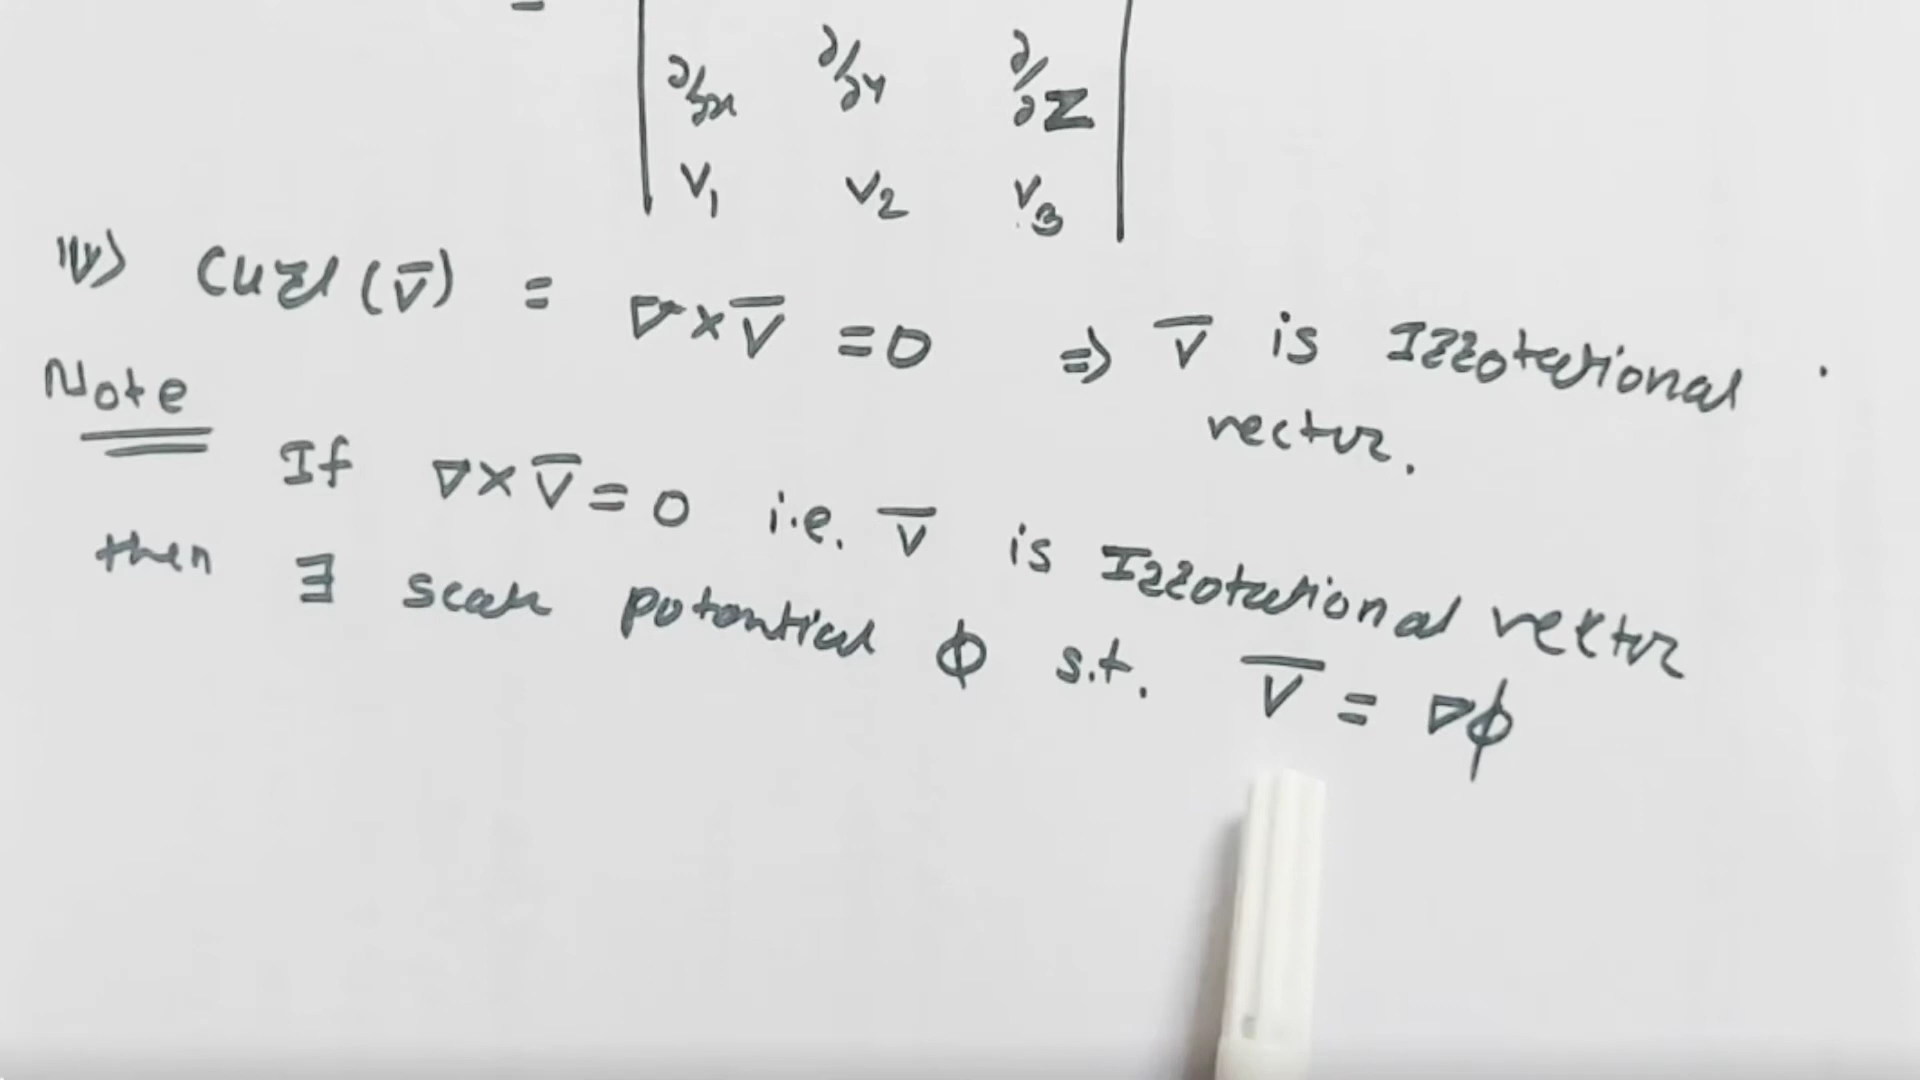 =
∂/∂x ∂/∂y ∂/∂z
V₁ V₂ V₃
iv) Curl (V̄) = ∇×V̄ = 0 ⇒ V̄ is Irrotational
vector.
Note
If ∇×V̄ = 0 i.e. V̄ is Irrotational vector
then ∃ scalar potential ϕ s.t. V̄ = ∇ϕ